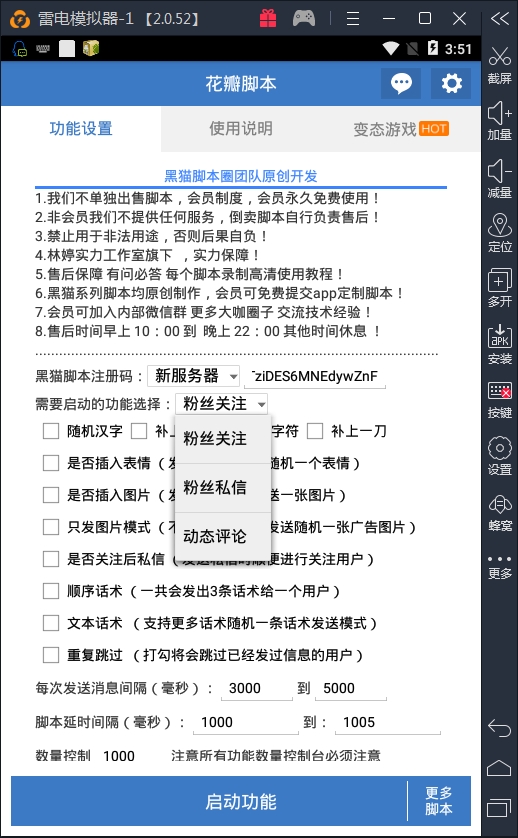 雷电模拟器-1 【2.0.52】
3:51
花瓣脚本
功能设置 使用说明 变态游戏 HOT
黑猫脚本圈团队原创开发
1.我们不单独出售脚本，会员制度，会员永久免费使用！
2.非会员我们不提供任何服务，倒卖脚本自行负责售后！
3.禁止用于非法用途，否则后果自负！
4.林婷实力工作室旗下 ，实力保障！
5.售后保障 有问必答 每个脚本录制高清使用教程！
6.黑猫系列脚本均原创制作，会员可免费提交app定制脚本！
7.会员可加入内部微信群 更多大咖圈子 交流技术经验！
8.售后时间早上 10：00 到 晚上 22：00 其他时间休息 ！
黑猫脚本注册码： 新服务器 ziDES6MNEdywZnF
需要启动的功能选择： 粉丝关注
粉丝关注
粉丝私信
动态评论
随机汉字 补上 字符 补上一刀
是否插入表情（发 随机一个表情）
是否插入图片（发 送一张图片）
只发图片模式（不 发送随机一张广告图片）
是否关注后私信（发送私信时顺便进行关注用户）
顺序话术（一共会发出3条话术给一个用户）
文本话术 （支持更多话术随机一条话术发送模式）
重复跳过 （打勾将会跳过已经发过信息的用户）
每次发送消息间隔（毫秒）： 3000 到 5000
脚本延时间隔（毫秒）： 1000 到： 1005
数量控制 1000 注意所有功能数量控制台必须注意
启动功能
更多
脚本
截屏
加量
减量
定位
多开
APK
安装
按键
设置
蜂窝
更多